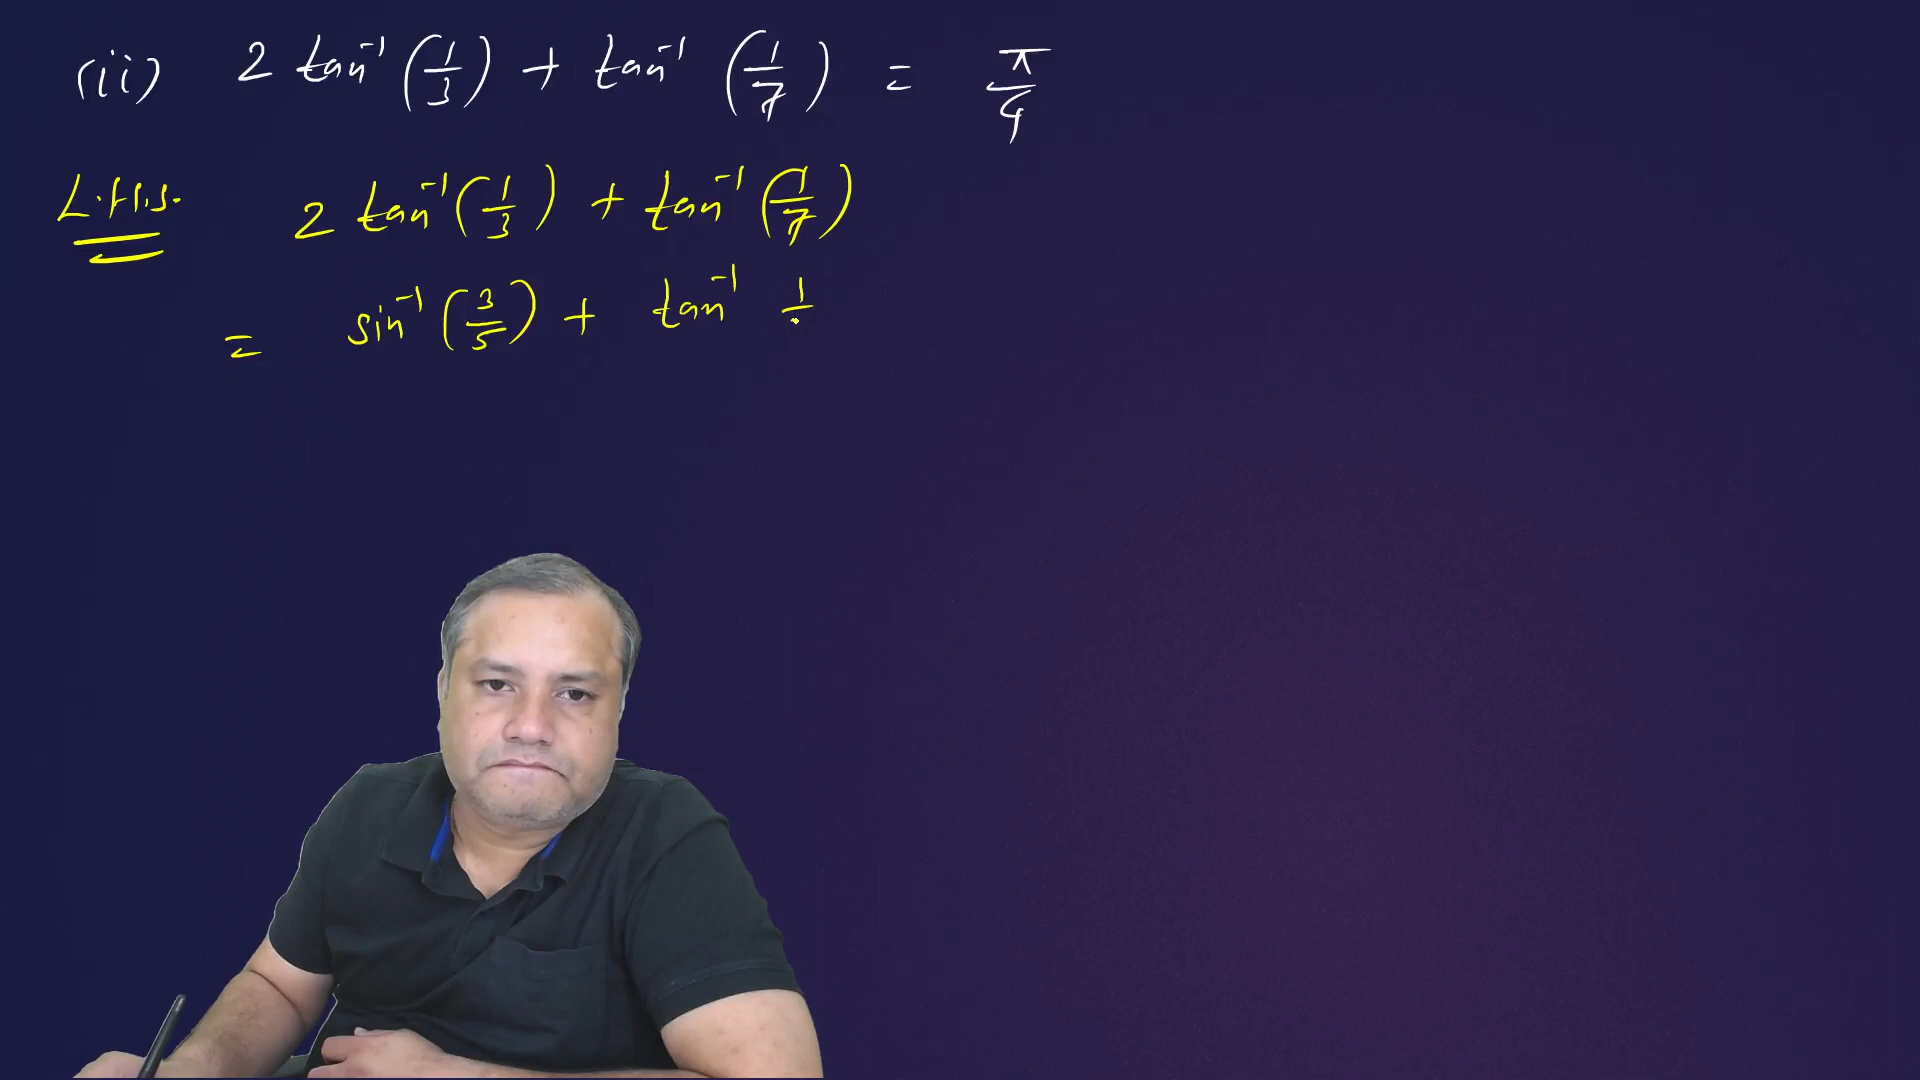 (ii) 2 tan⁻¹ (1/3) + tan⁻¹ (1/7) = π/4
L.H.S. 2 tan⁻¹ (1/3) + tan⁻¹ (1/7)
= sin⁻¹ (3/5) + tan⁻¹ 1/